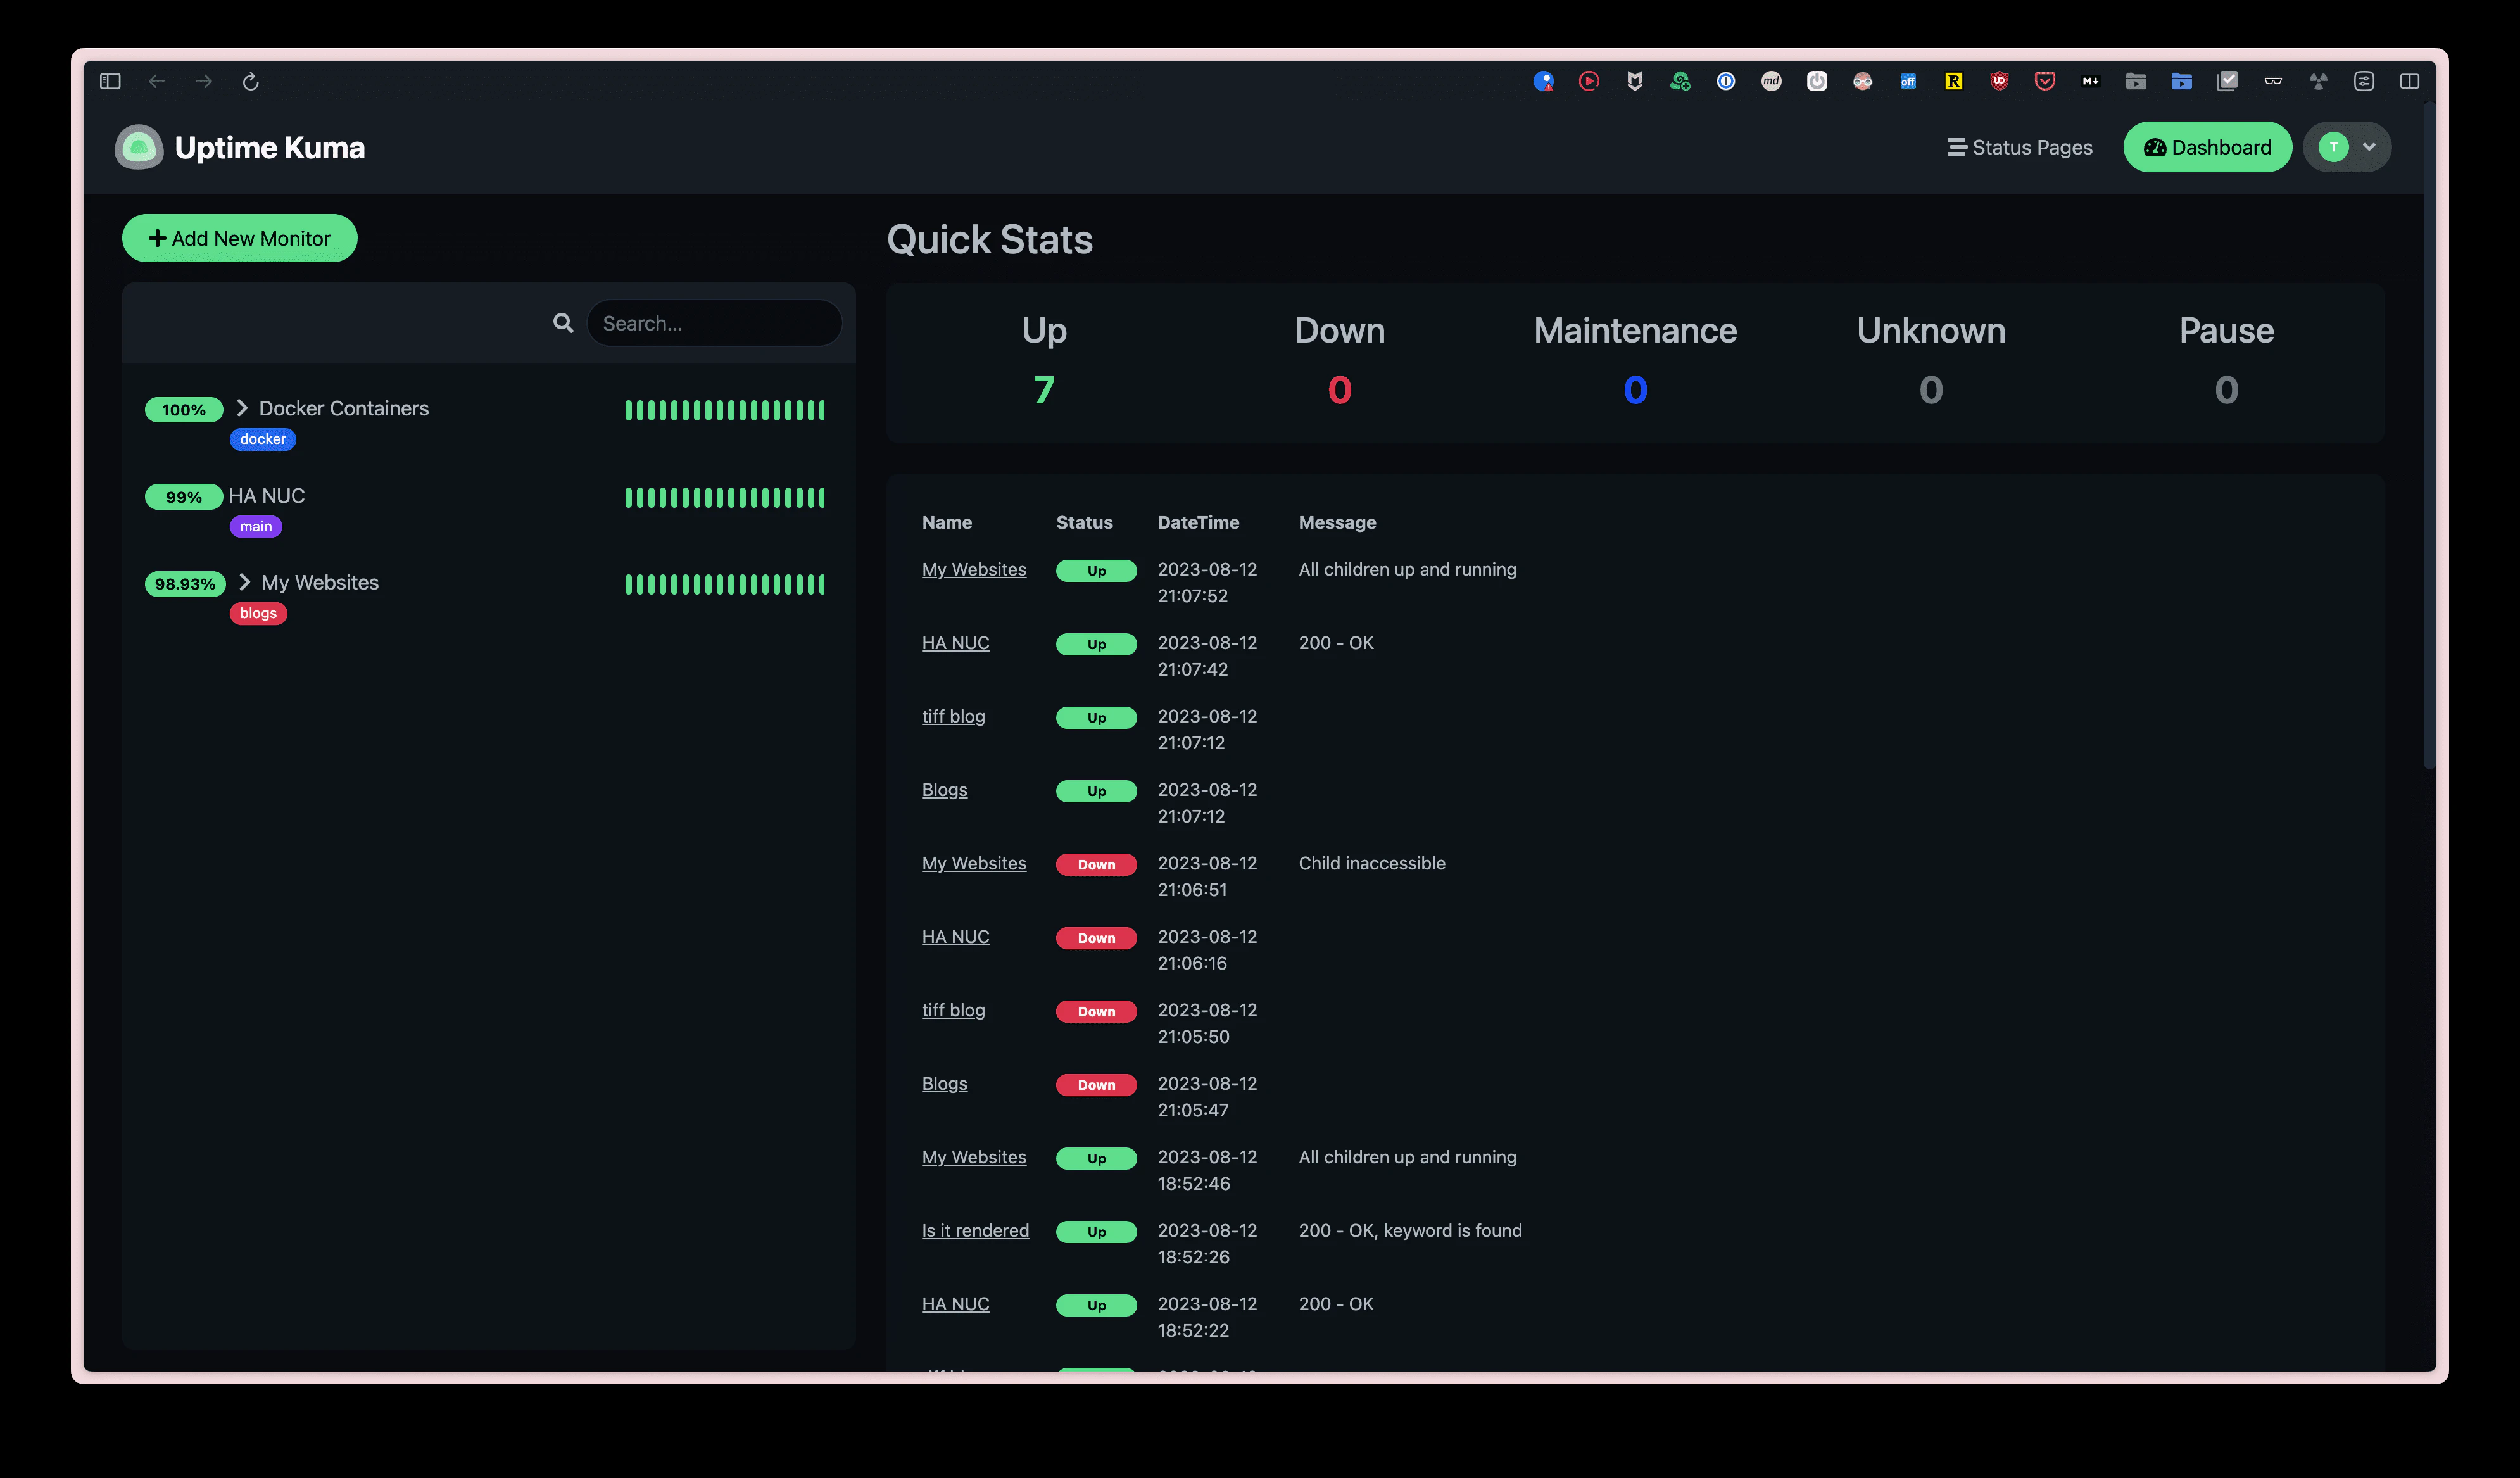 md
off
R
UD
M↓
Uptime Kuma
Status Pages
Dashboard
T
Add New Monitor
Quick Stats
Search...
Up
Down
Maintenance
Unknown
Pause
7
0
0
0
0
100%
Docker Containers
docker
99%
HA NUC
main
98.93%
My Websites
blogs
Name Status DateTime Message
My Websites Up 2023-08-12 All children up and running
21:07:52
HA NUC Up 2023-08-12 200 - OK
21:07:42
tiff blog Up 2023-08-12
21:07:12
Blogs Up 2023-08-12
21:07:12
My Websites Down 2023-08-12 Child inaccessible
21:06:51
HA NUC Down 2023-08-12
21:06:16
tiff blog Down 2023-08-12
21:05:50
Blogs Down 2023-08-12
21:05:47
My Websites Up 2023-08-12 All children up and running
18:52:46
Is it rendered Up 2023-08-12 200 - OK, keyword is found
18:52:26
HA NUC Up 2023-08-12 200 - OK
18:52:22